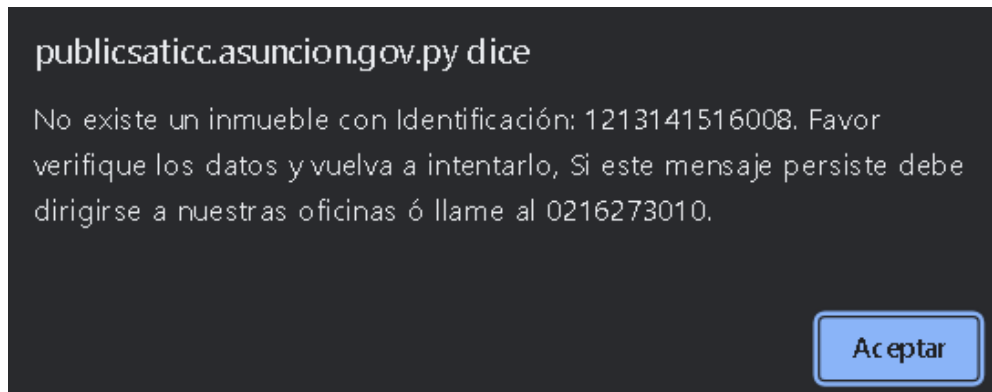 publicsaticc.asuncion.gov.py dice
No existe un inmueble con Identificación: 1213141516008. Favor
verifique los datos y vuelva a intentarlo, Si este mensaje persiste debe
dirigirse a nuestras oficinas ó llame al 0216273010.
Aceptar